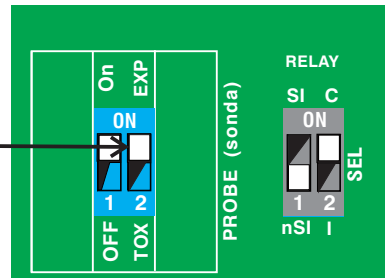 On EXP
ON
1 2
OFF TOX
PROBE (sonda)
RELAY
SI C
ON
SEL
1 2
nSI I